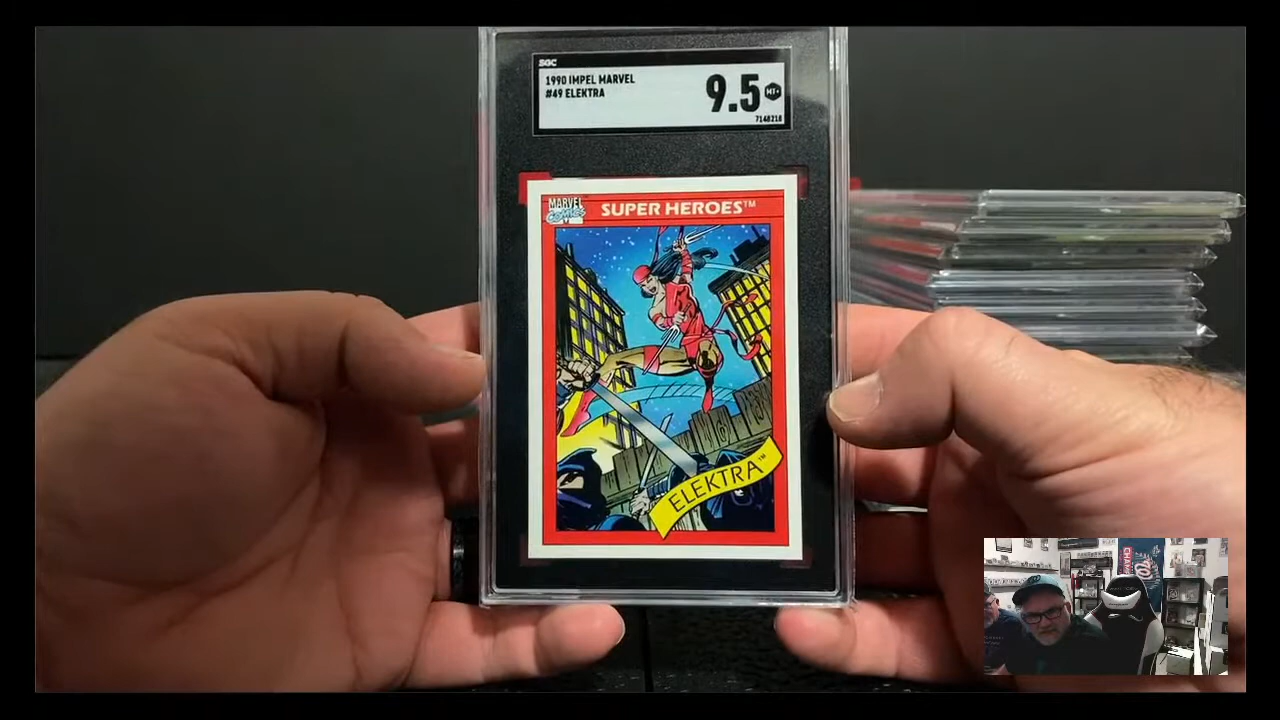 SGC
1990 IMPEL MARVEL
#49 ELEKTRA
9.5
MT+
7148218
MARVEL
COMICS
SUPER HEROES™
ELEKTRA™